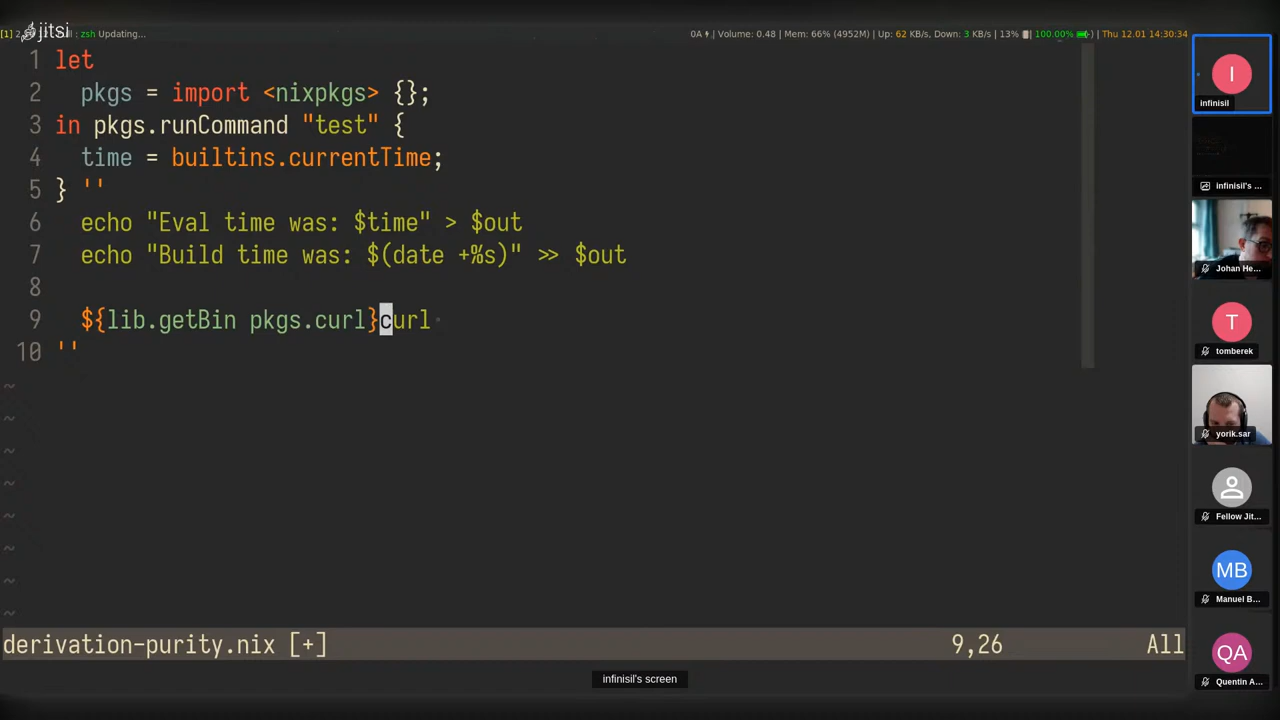 jitsi
[1] 2 : zsh Updating... 0A | Volume: 0.48 | Mem: 66% (4952M) | Up: 62 KB/s, Down: 3 KB/s | 13% | 100.00% | Thu 12.01 14:30:34
1 let
2 pkgs = import <nixpkgs> {};
3 in pkgs.runCommand "test" {
4 time = builtins.currentTime;
5 } ''
6 echo "Eval time was: $time" > $out
7 echo "Build time was: $(date +%s)" >> $out
8
9 ${lib.getBin pkgs.curl}curl
10 ''
~
~
~
~
~
~
~
~
derivation-purity.nix [+] 9,26 All
infinisil's screen
I
infinisil
infinisil's ...
Johan He...
T
tomberek
yorik.sar
Fellow Jit...
MB
Manuel B...
QA
Quentin A...